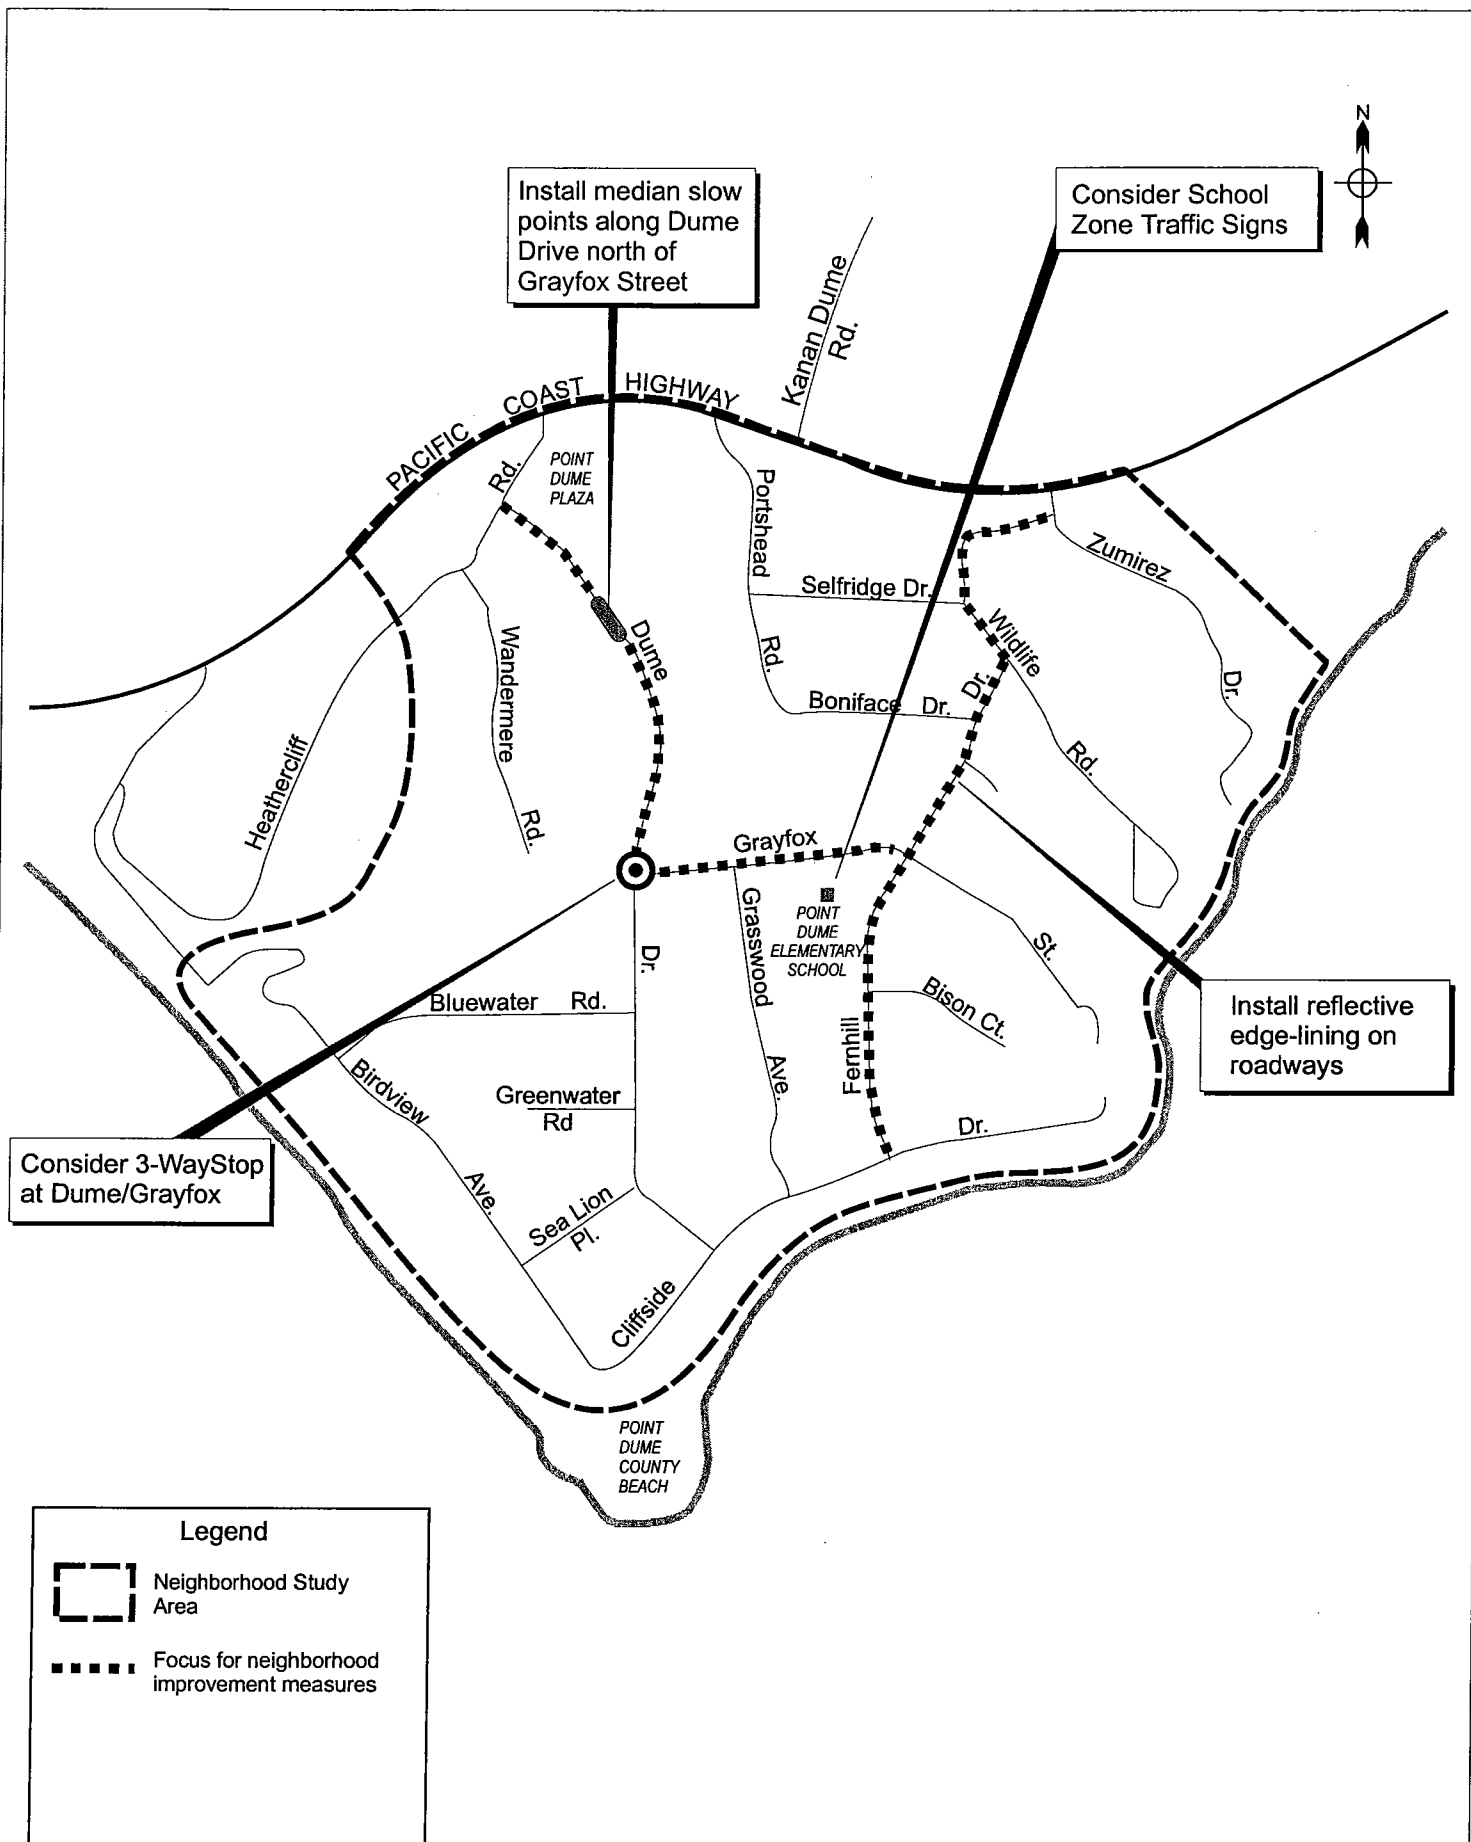 N
Install median slow
points along Dume
Drive north of
Grayfox Street
Consider School
Zone Traffic Signs
Kanan Dume
Rd.
PACIFIC COAST HIGHWAY
Rd.
POINT
DUME
PLAZA
Portshead
Rd.
Selfridge Dr.
Zumirez
Dr.
Wildlife
Rd.
Dume
Wandermere
Rd.
Boniface Dr.
Dr.
Heathercliff
Grayfox
St.
Grasswood
Ave.
POINT
DUME
ELEMENTARY
SCHOOL
Dr.
Bluewater Rd.
Bison Ct.
Fernhill
Install reflective
edge-lining on
roadways
Birdview
Ave.
Greenwater
Rd
Dr.
Consider 3-WayStop
at Dume/Grayfox
Sea Lion
Pl.
Cliffside
POINT
DUME
COUNTY
BEACH
Legend
Neighborhood Study
Area
Focus for neighborhood
improvement measures